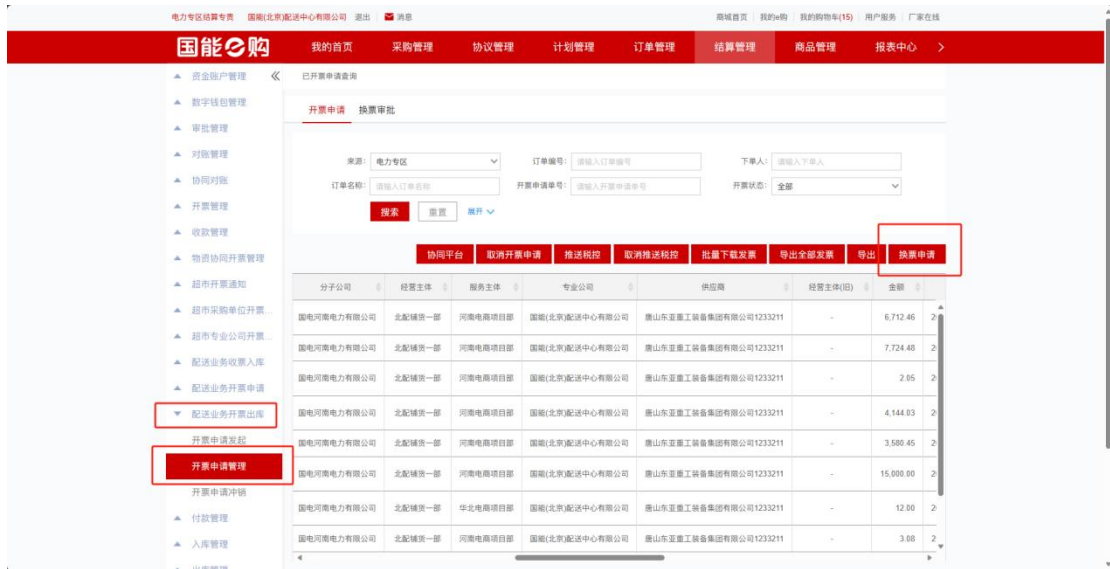 电力专区结算专责 国能(北京)配送中心有限公司 退出 消息 商城首页 我的e购 我的购物车(15) 用户服务 厂家在线
国能e购 我的首页 采购管理 协议管理 计划管理 订单管理 结算管理 商品管理 报表中心 >
资金账户管理 已开票申请查询
数字钱包管理
开票申请 换票审批
审批管理
对账管理
来源: 电力专区 订单编号: 请输入订单编号 下单人: 请输入下单人
协同对账
订单名称: 请输入订单名称 开票申请单号: 请输入开票申请单号 开票状态: 全部
开票管理
搜索 重置 展开
收款管理
物资协同开票管理
协同平台 取消开票申请 推送税控 取消推送税控 批量下载发票 导出全部发票 导出 换票申请
超市开票通知
分子公司 经营主体 服务主体 专业公司 供应商 经营主体(旧) 金额
超市采购单位开票...
国电河南电力有限公司 北配辅货一部 河南电商项目部 国能(北京)配送中心有限公司 唐山东亚重工装备集团有限公司1233211 - 6,712.46 2
超市专业公司开票...
国电河南电力有限公司 北配辅货一部 河南电商项目部 国能(北京)配送中心有限公司 唐山东亚重工装备集团有限公司1233211 - 7,724.48 2
配送业务收票入库
国电河南电力有限公司 北配辅货一部 河南电商项目部 国能(北京)配送中心有限公司 唐山东亚重工装备集团有限公司1233211 - 2.05 2
配送业务开票申请
配送业务开票出库
国电河南电力有限公司 北配辅货一部 河南电商项目部 国能(北京)配送中心有限公司 唐山东亚重工装备集团有限公司1233211 - 4,144.03 2
开票申请发起
国电河南电力有限公司 北配辅货一部 河南电商项目部 国能(北京)配送中心有限公司 唐山东亚重工装备集团有限公司1233211 - 3,580.45 2
开票申请管理
国电河南电力有限公司 北配辅货一部 河南电商项目部 国能(北京)配送中心有限公司 唐山东亚重工装备集团有限公司1233211 - 15,000.00 2
开票申请冲销
国电河南电力有限公司 北配辅货一部 华北电商项目部 国能(北京)配送中心有限公司 唐山东亚重工装备集团有限公司1233211 - 12.00 2
付款管理
国电河南电力有限公司 北配辅货一部 河南电商项目部 国能(北京)配送中心有限公司 唐山东亚重工装备集团有限公司1233211 - 3.08 2
入库管理